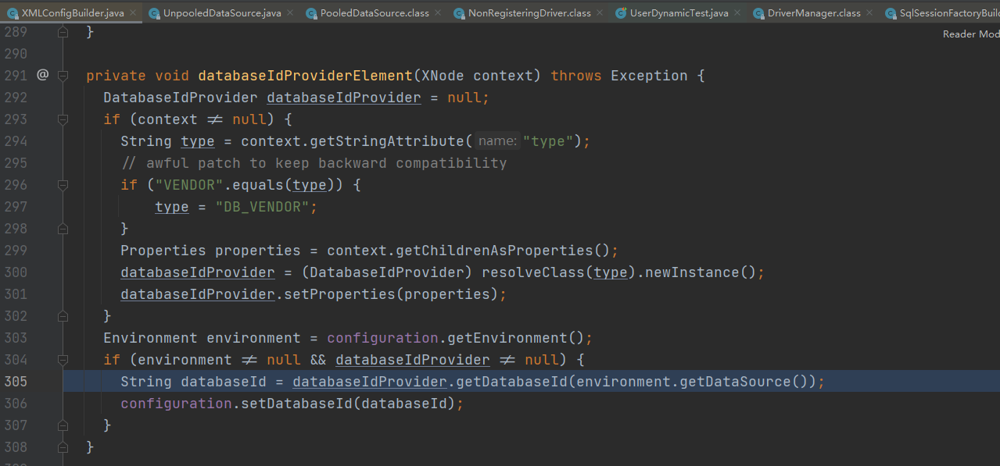 XMLConfigBuilder.java × UnpooledDataSource.java × PooledDataSource.class × NonRegisteringDriver.class × UserDynamicTest.java × DriverManager.class × SqlSessionFactoryBuil
Reader Mod
289 }
290
291 @ private void databaseIdProviderElement(XNode context) throws Exception {
292 DatabaseIdProvider databaseIdProvider = null;
293 if (context ≠ null) {
294 String type = context.getStringAttribute( name: "type");
295 // awful patch to keep backward compatibility
296 if ("VENDOR".equals(type)) {
297 type = "DB_VENDOR";
298 }
299 Properties properties = context.getChildrenAsProperties();
300 databaseIdProvider = (DatabaseIdProvider) resolveClass(type).newInstance();
301 databaseIdProvider.setProperties(properties);
302 }
303 Environment environment = configuration.getEnvironment();
304 if (environment ≠ null && databaseIdProvider ≠ null) {
305 String databaseId = databaseIdProvider.getDatabaseId(environment.getDataSource());
306 configuration.setDatabaseId(databaseId);
307 }
308 }